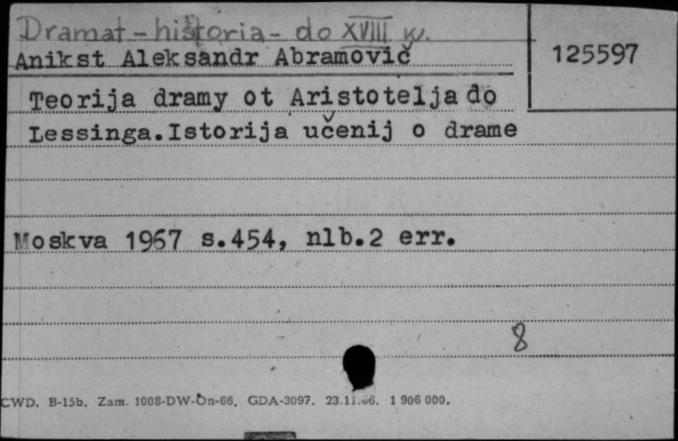 Dramat - historia - do XVIII w.
Anikst Aleksandr Abramovič
125597
Teorija dramy ot Aristotelja do
Lessinga. Istorija učenij o drame
Moskva 1967 s.454, nlb.2 err.
8
CWD. B-15b. Zam. 1008-DW-Dn-66. GDA-3097. 23.11.66. 1 906 000.